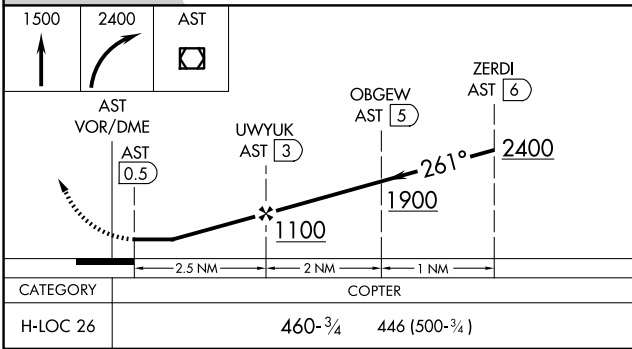 1500 2400 AST
ZERDI
AST 6
OBGEW
AST 5
AST
VOR/DME
UWYUK
AST 3
AST
0.5
261°
2400
1900
1100
2.5 NM 2 NM 1 NM
CATEGORY COPTER
H-LOC 26 460-¾ 446 (500-¾)